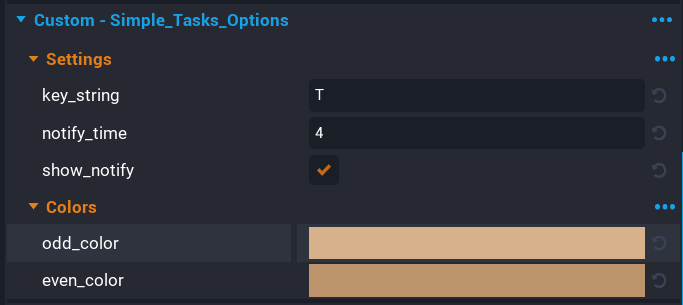 Custom - Simple_Tasks_Options
Settings
key_string T
notify_time 4
show_notify
Colors
odd_color
even_color